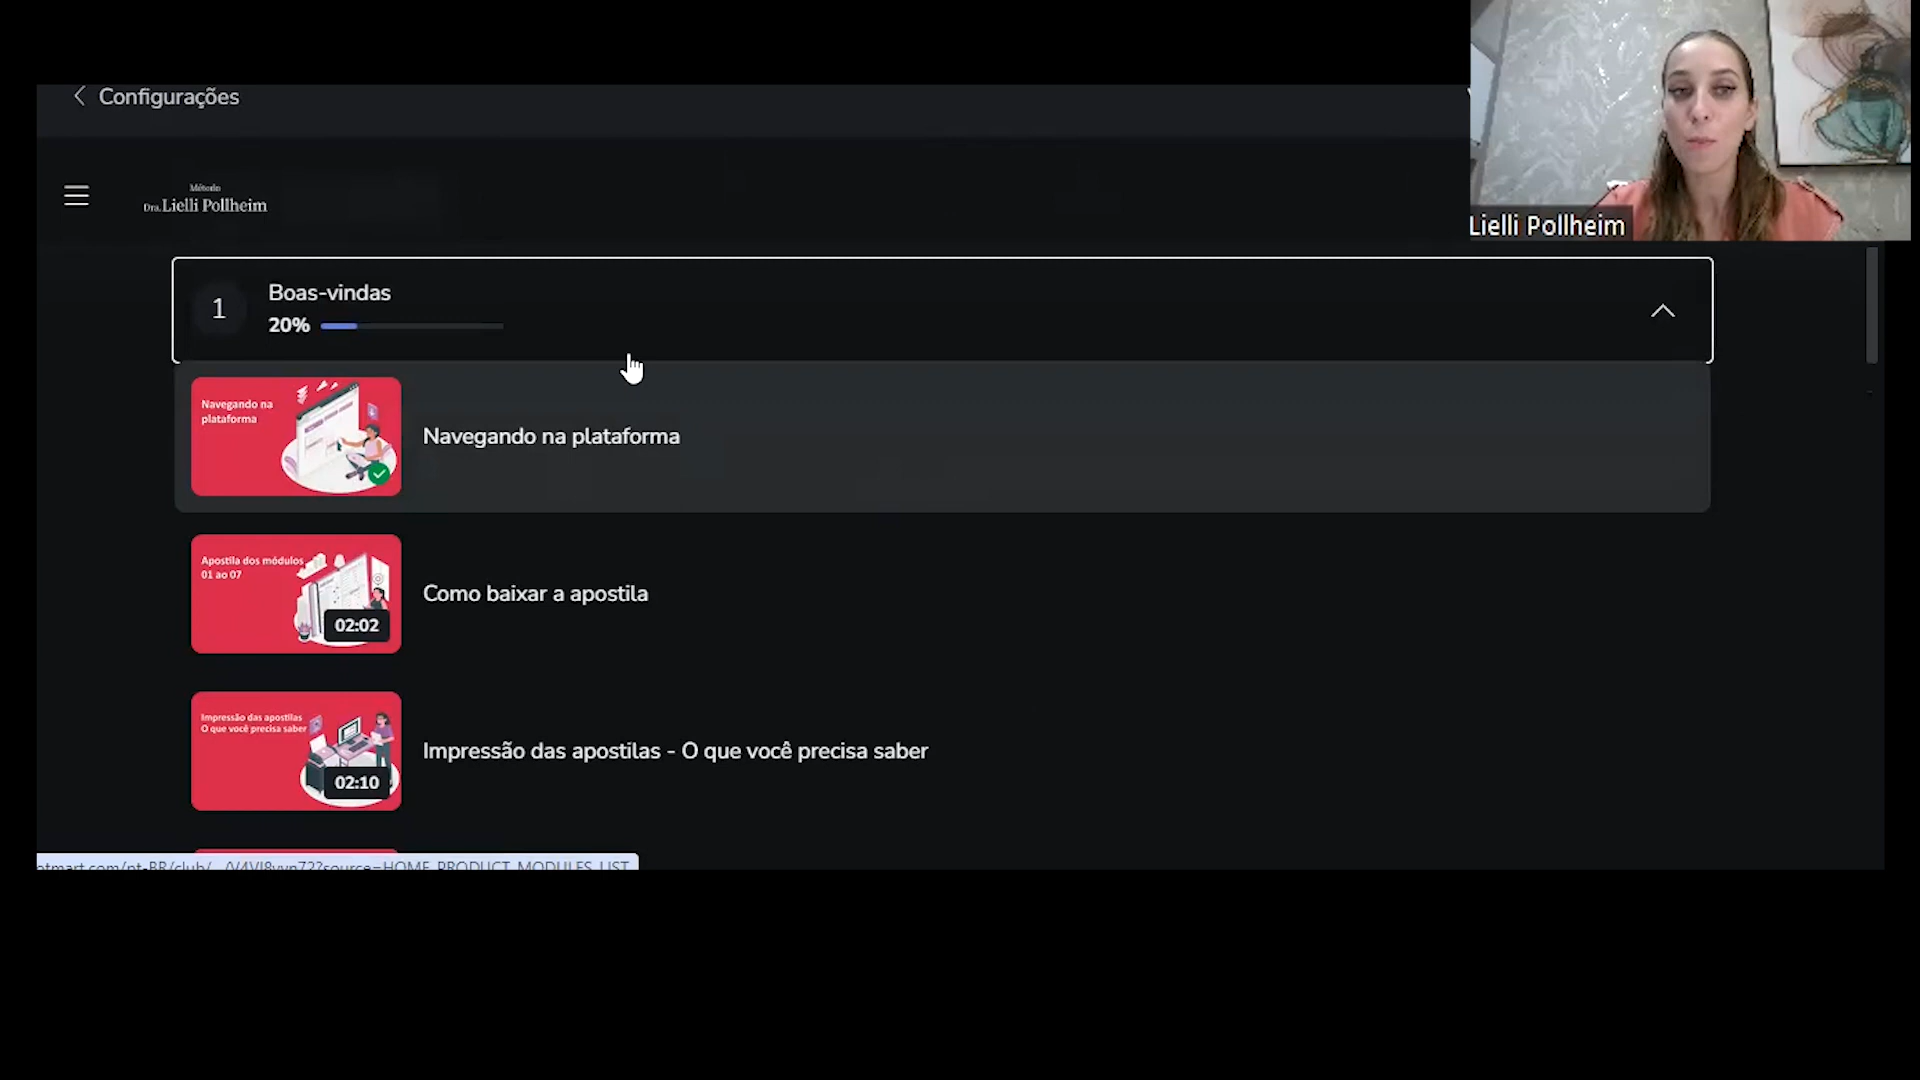 Configurações
Método
Dra. Lielli Pollheim
Lielli Pollheim
1
Boas-vindas
20%
Navegando na
plataforma
Navegando na plataforma
Apostila dos módulos
01 ao 07
02:02
Como baixar a apostila
Impressão das apostilas
O que você precisa saber
02:10
Impressão das apostilas - O que você precisa saber